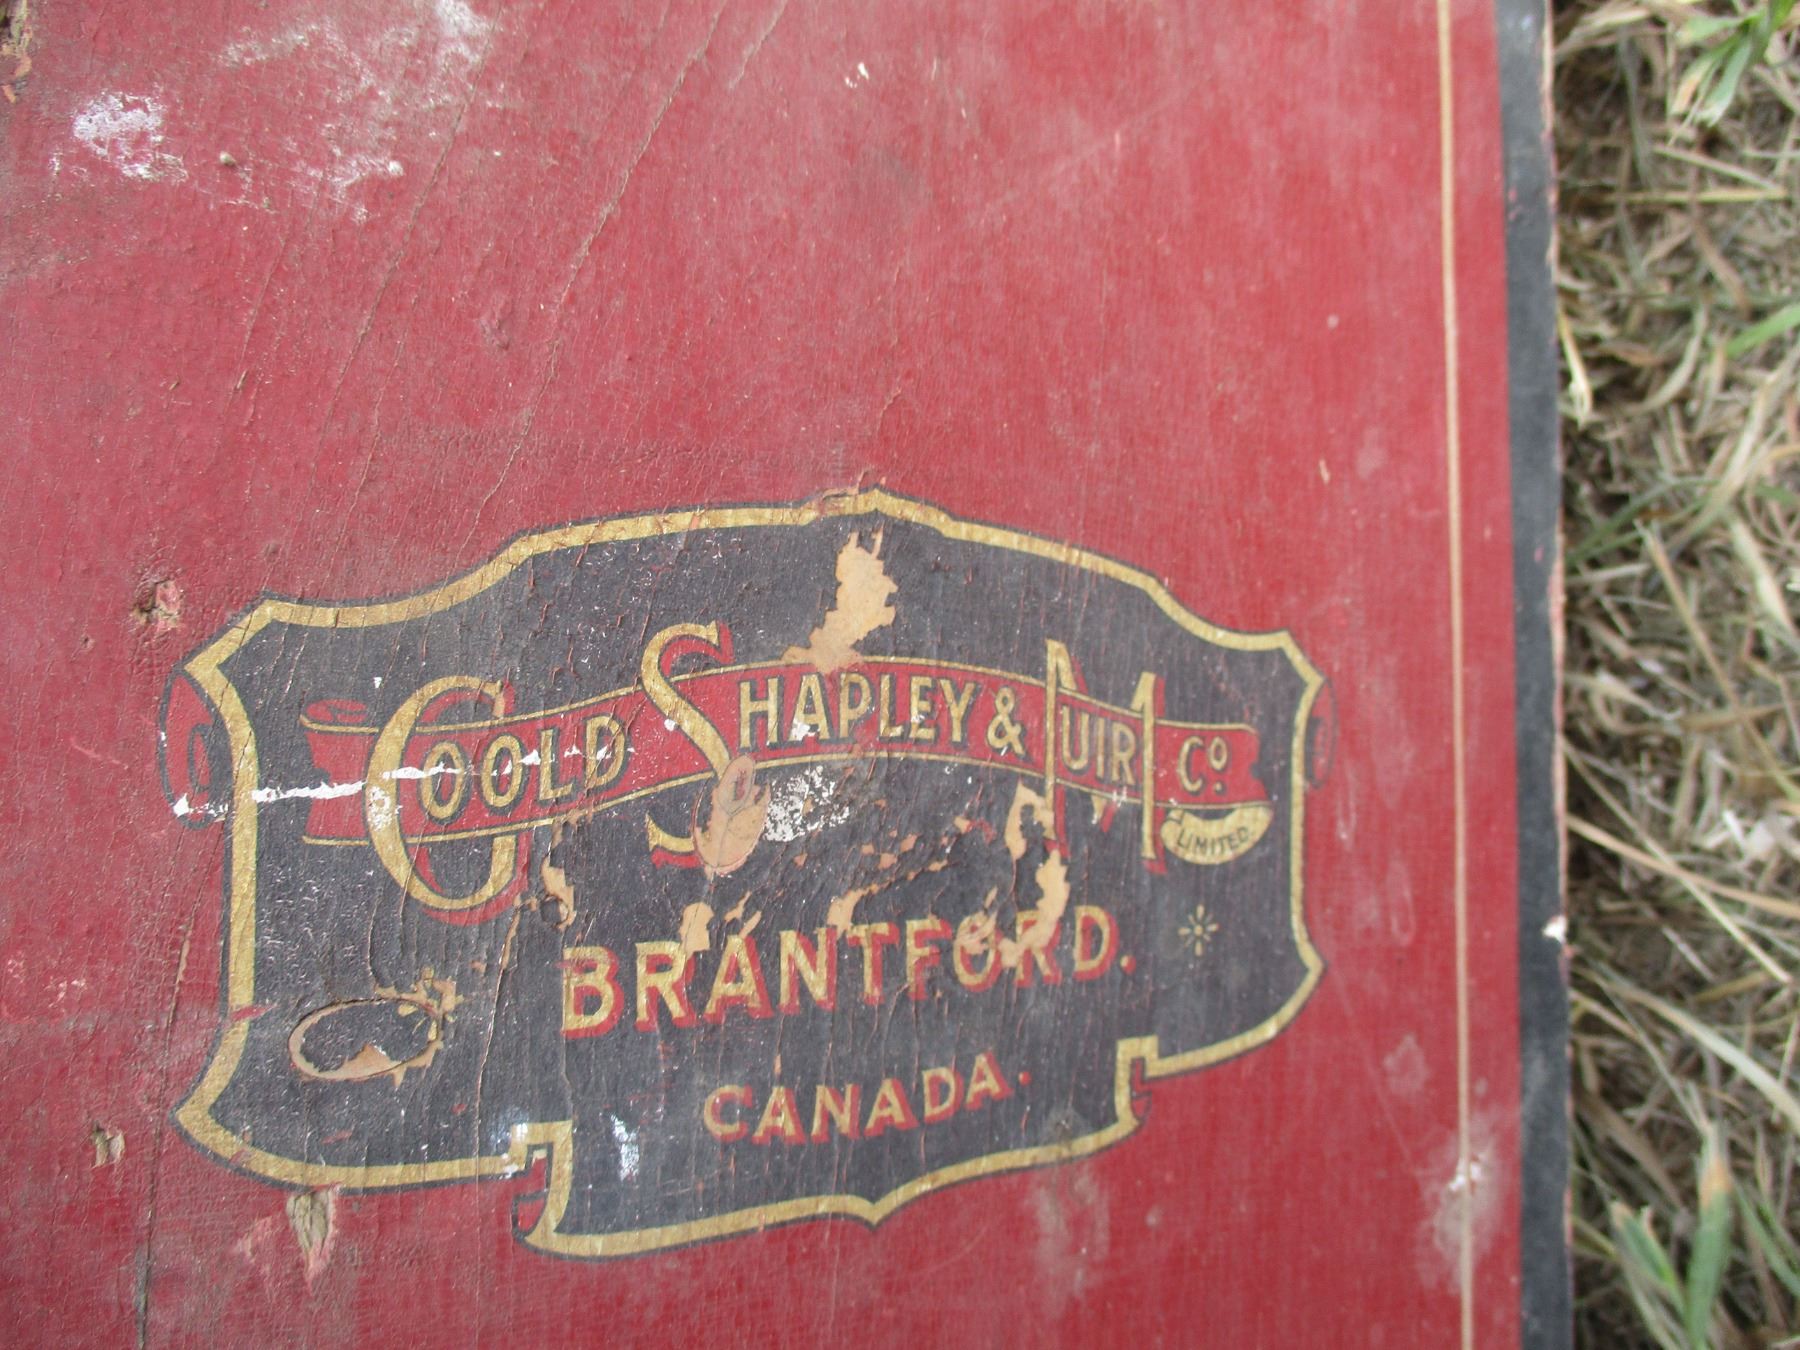 GOOLD SHAPLEY & MUIR Co.
LIMITED.
BRANTFORD.
CANADA.